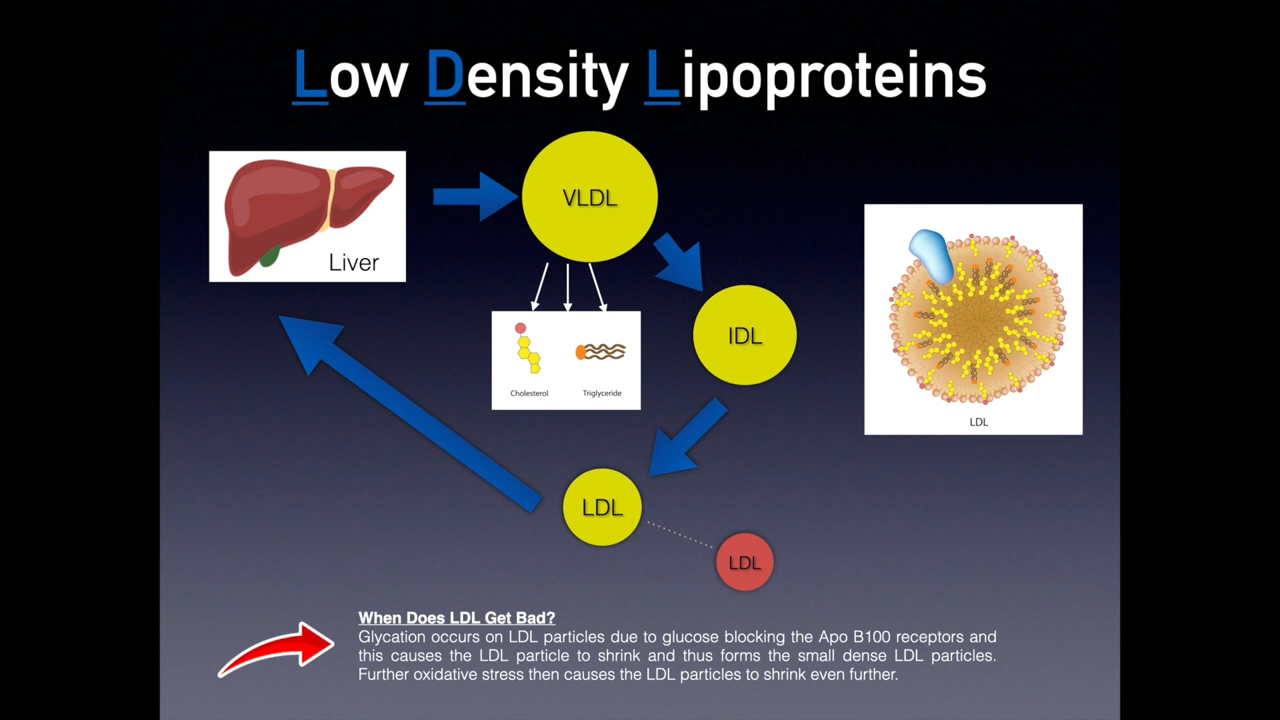 Low Density Lipoproteins
Liver
VLDL
IDL
Cholesterol
Triglyceride
LDL
LDL
LDL
When Does LDL Get Bad?
Glycation occurs on LDL particles due to glucose blocking the Apo B100 receptors and
this causes the LDL particle to shrink and thus forms the small dense LDL particles.
Further oxidative stress then causes the LDL particles to shrink even further.